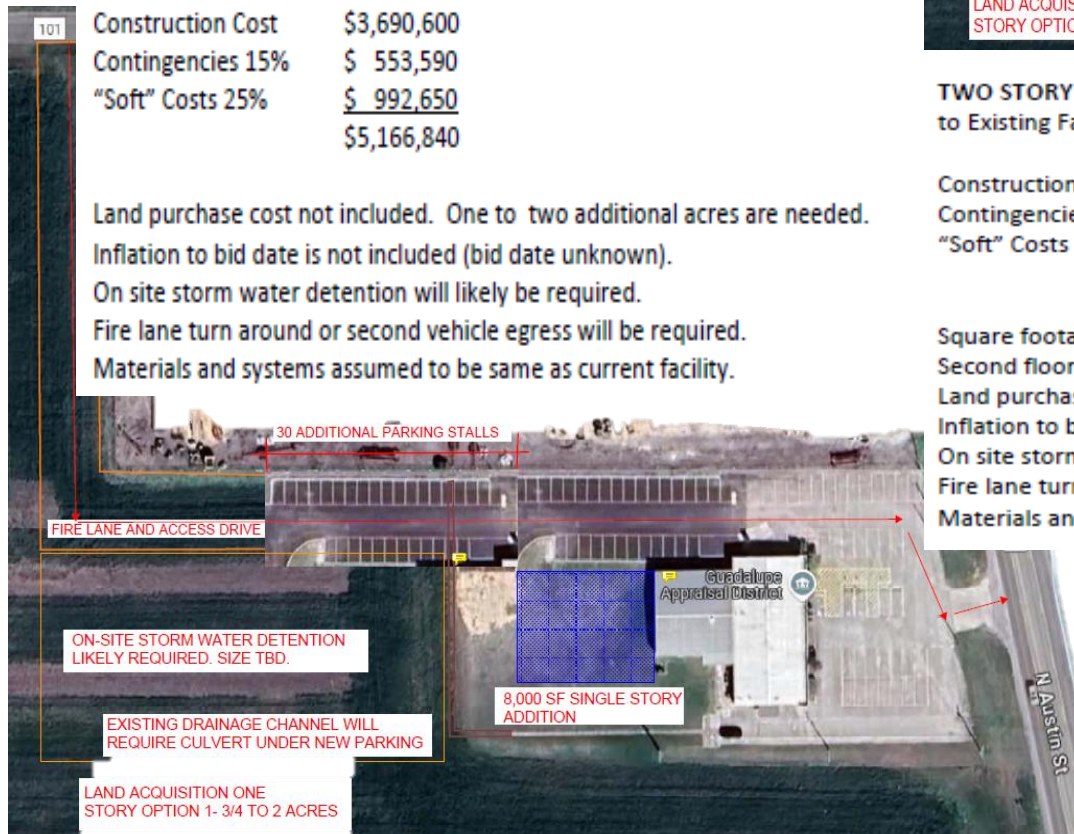 101
Construction Cost $3,690,600
Contingencies 15% $ 553,590
“Soft” Costs 25% $ 992,650
$5,166,840
Land purchase cost not included. One to two additional acres are needed.
Inflation to bid date is not included (bid date unknown).
On site storm water detention will likely be required.
Fire lane turn around or second vehicle egress will be required.
Materials and systems assumed to be same as current facility.
LAND ACQUIS
STORY OPTIO
TWO STORY
to Existing Fa
Construction
Contingencie
“Soft” Costs
Square foota
Second floor
Land purchas
Inflation to b
On site storm
Fire lane turn
Materials an
30 ADDITIONAL PARKING STALLS
FIRE LANE AND ACCESS DRIVE
Guadalupe
Appraisal District
ON-SITE STORM WATER DETENTION
LIKELY REQUIRED. SIZE TBD.
8,000 SF SINGLE STORY
ADDITION
EXISTING DRAINAGE CHANNEL WILL
REQUIRE CULVERT UNDER NEW PARKING
N Austin St
LAND ACQUISITION ONE
STORY OPTION 1- 3/4 TO 2 ACRES